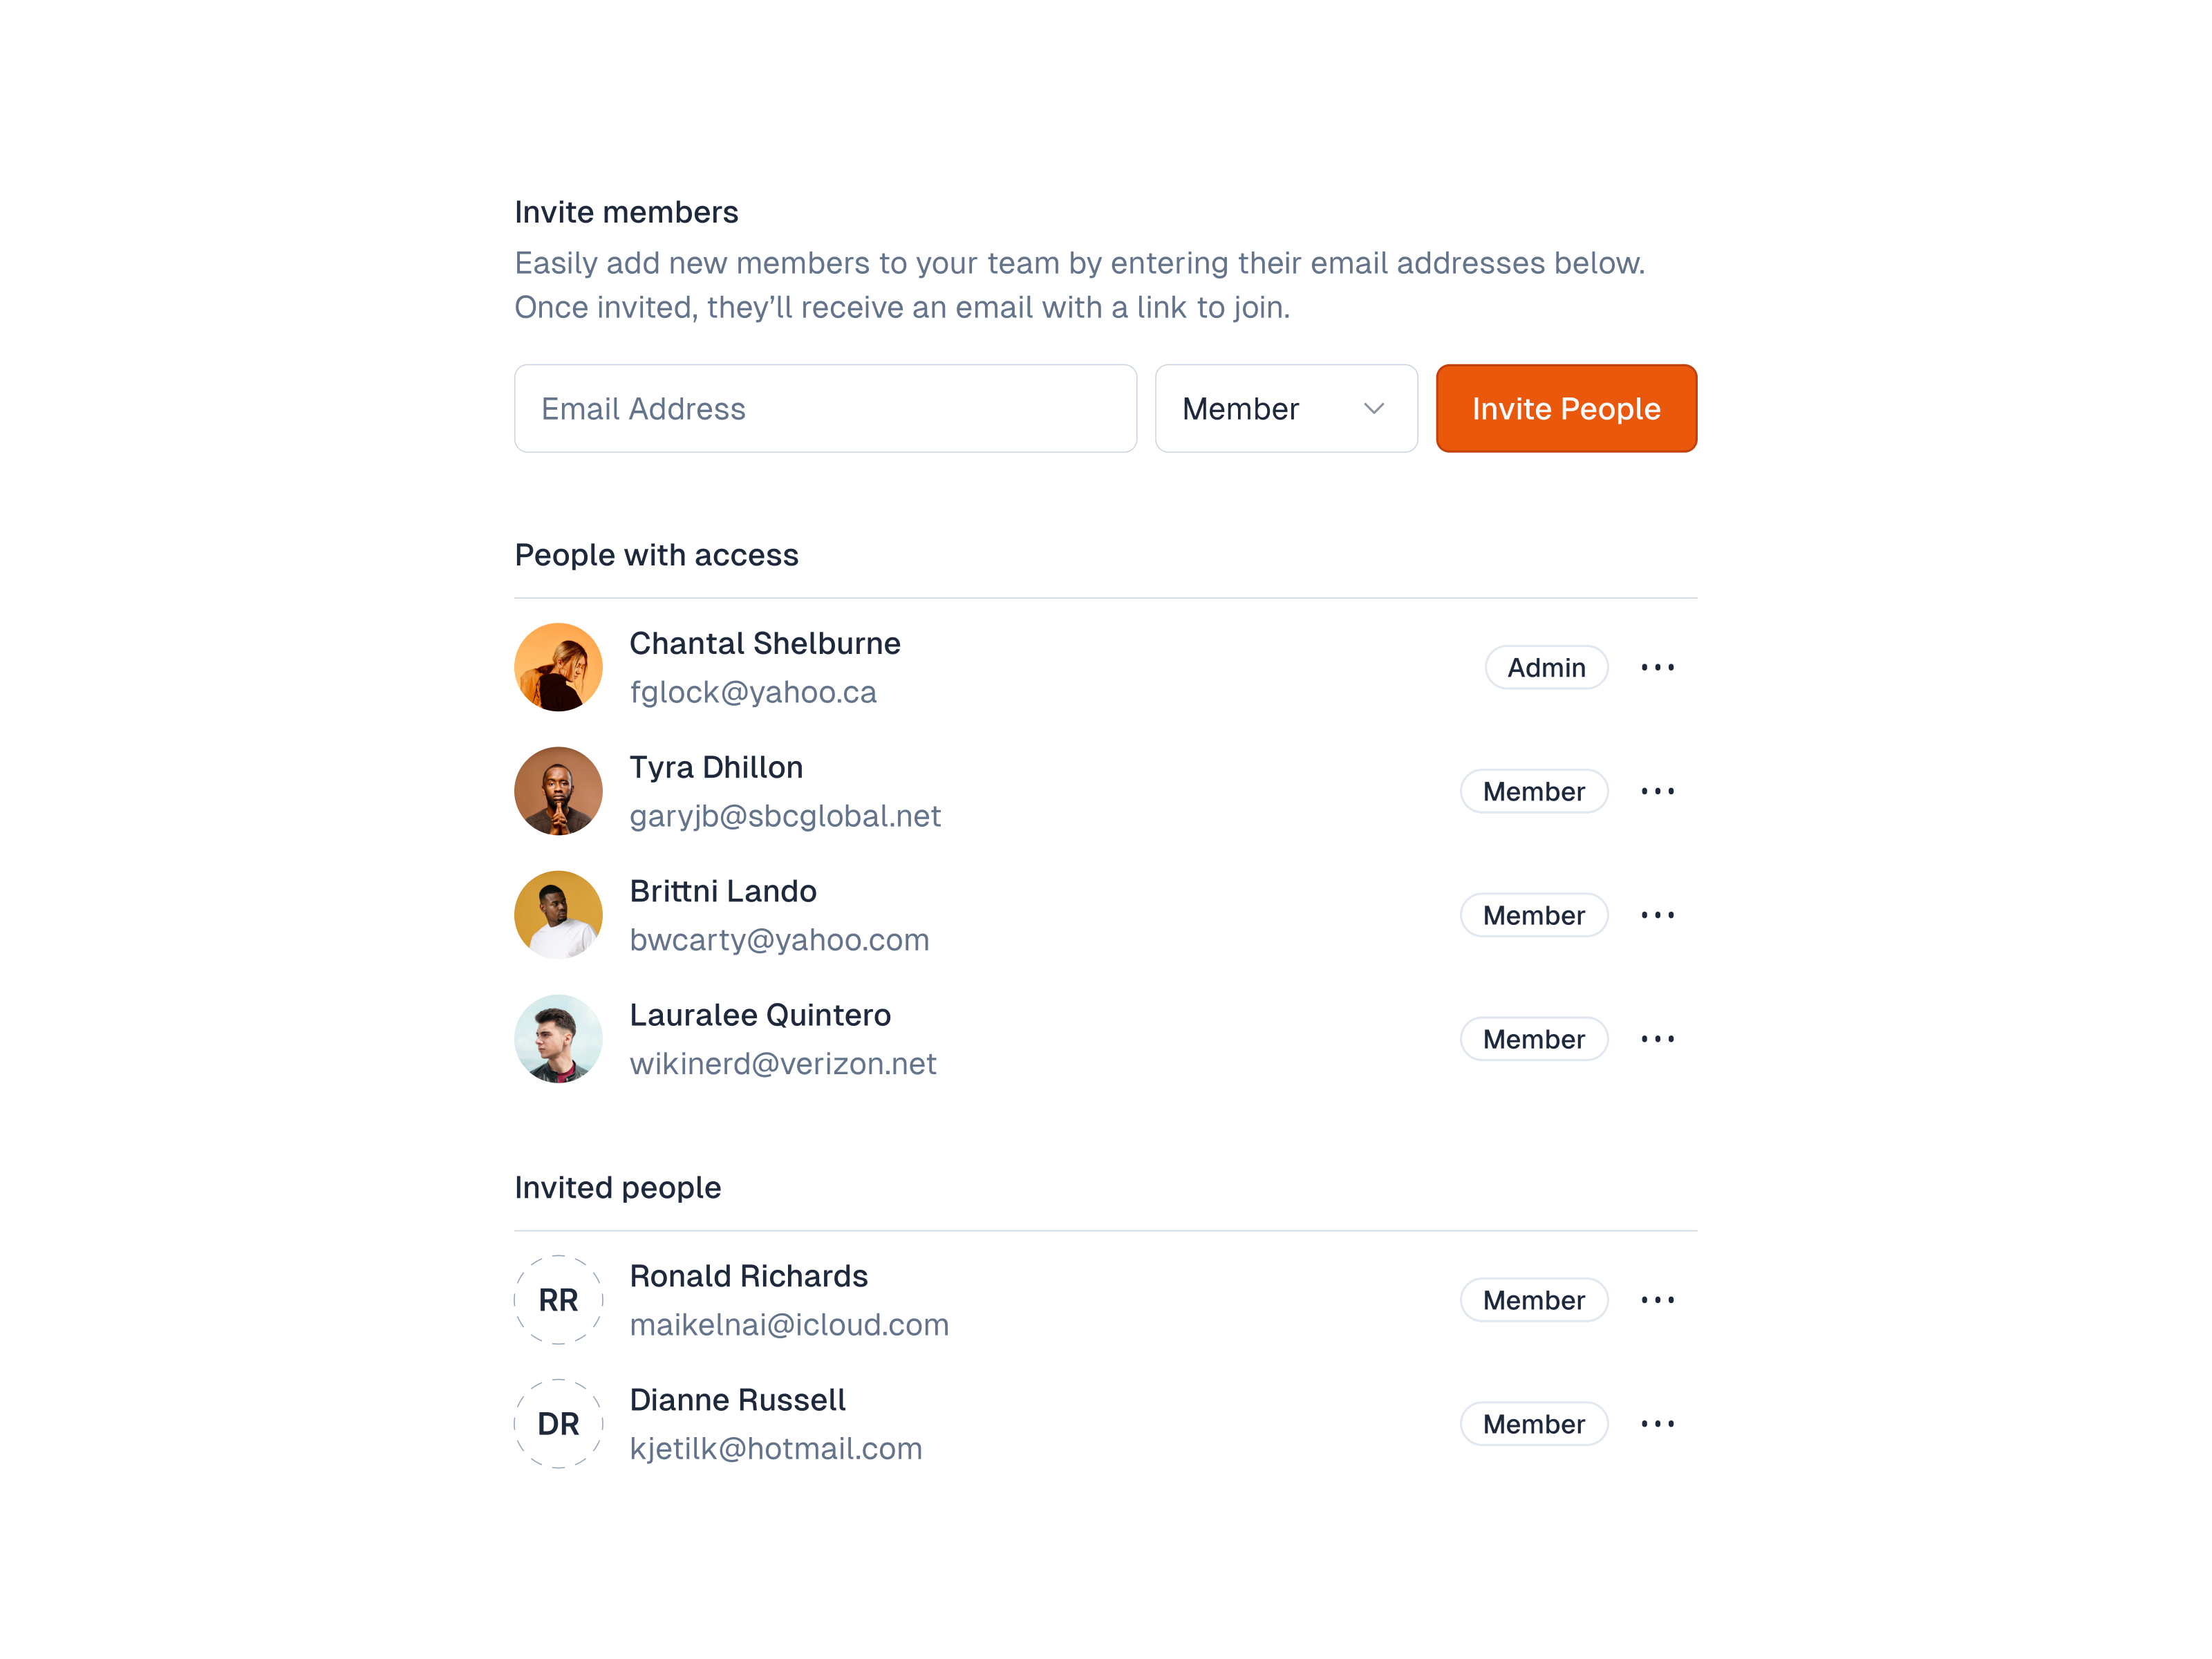 Invite members
Easily add new members to your team by entering their email addresses below.
Once invited, they’ll receive an email with a link to join.
Email Address
Member
Invite People
People with access
Chantal Shelburne
fglock@yahoo.ca
Admin
Tyra Dhillon
garyjb@sbcglobal.net
Member
Brittni Lando
bwcarty@yahoo.com
Member
Lauralee Quintero
wikinerd@verizon.net
Member
Invited people
RR
Ronald Richards
maikelnai@icloud.com
Member
DR
Dianne Russell
kjetilk@hotmail.com
Member